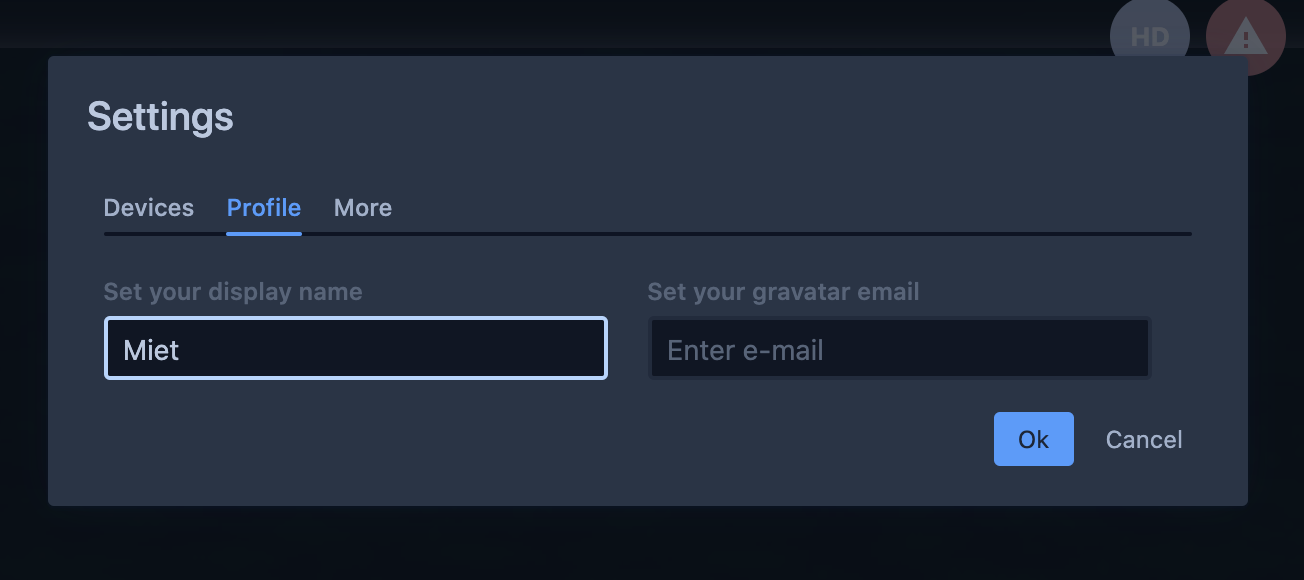 HD
Settings
Devices Profile More
Set your display name Set your gravatar email
Miet Enter e-mail
Ok Cancel